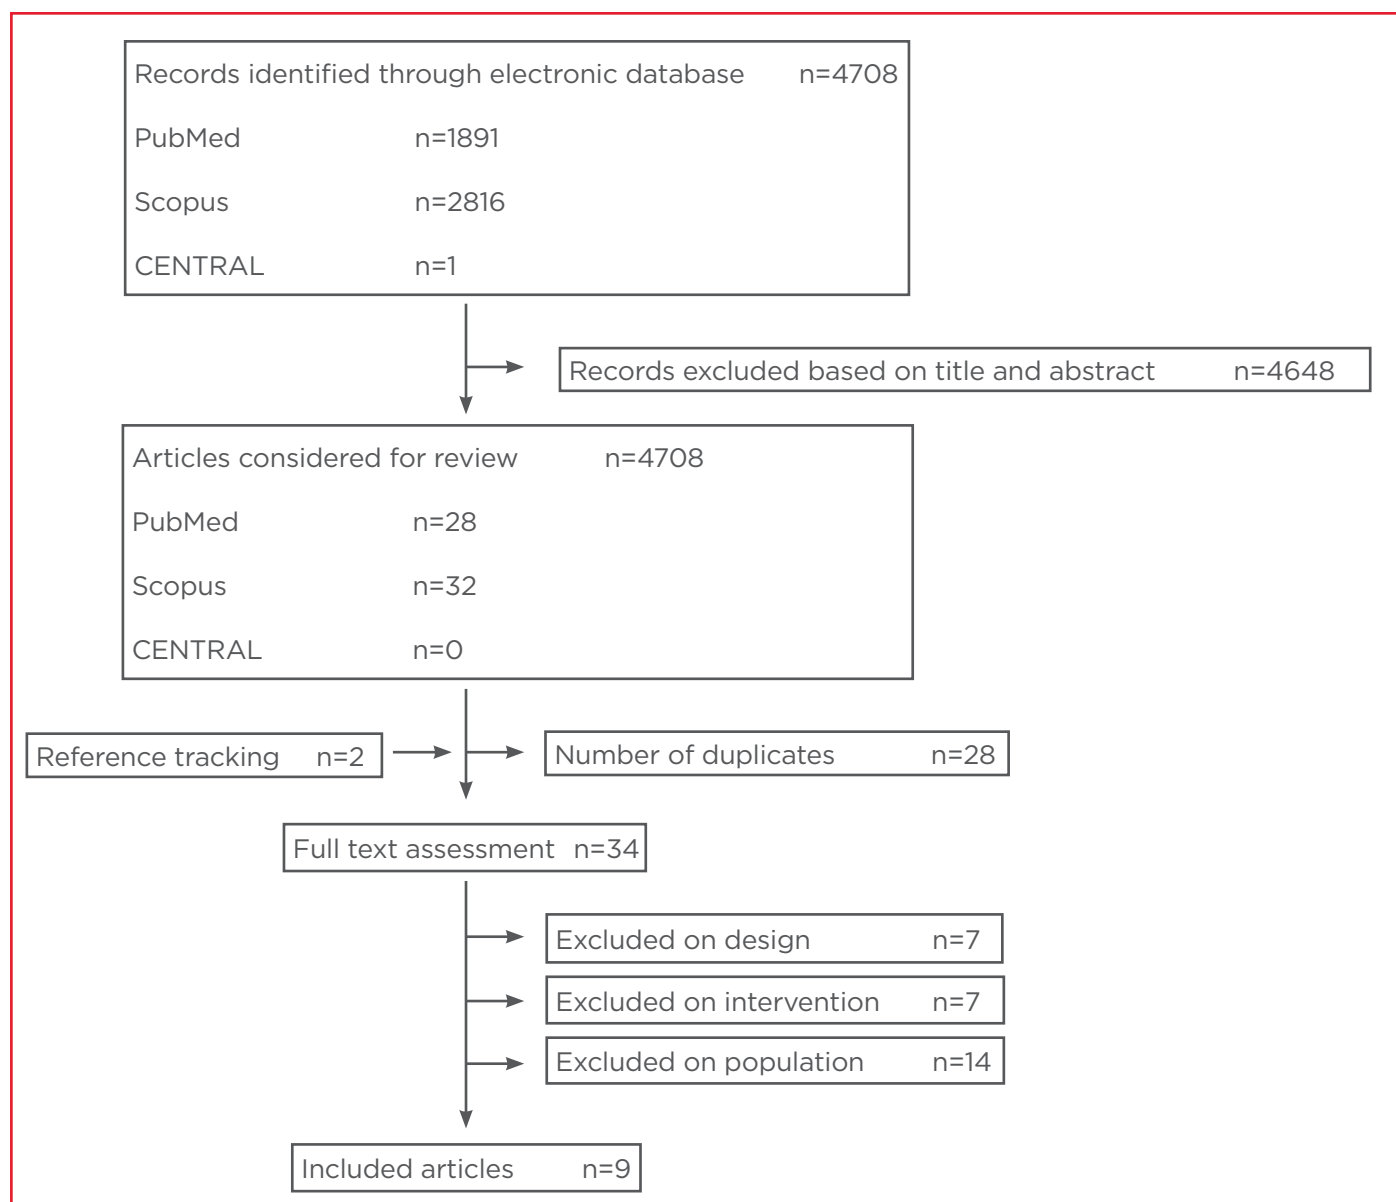 Records identified through electronic database n=4708
PubMed n=1891
Scopus n=2816
CENTRAL n=1
Records excluded based on title and abstract n=4648
Articles considered for review n=4708
PubMed n=28
Scopus n=32
CENTRAL n=0
Reference tracking n=2
Number of duplicates n=28
Full text assessment n=34
Excluded on design n=7
Excluded on intervention n=7
Excluded on population n=14
Included articles n=9